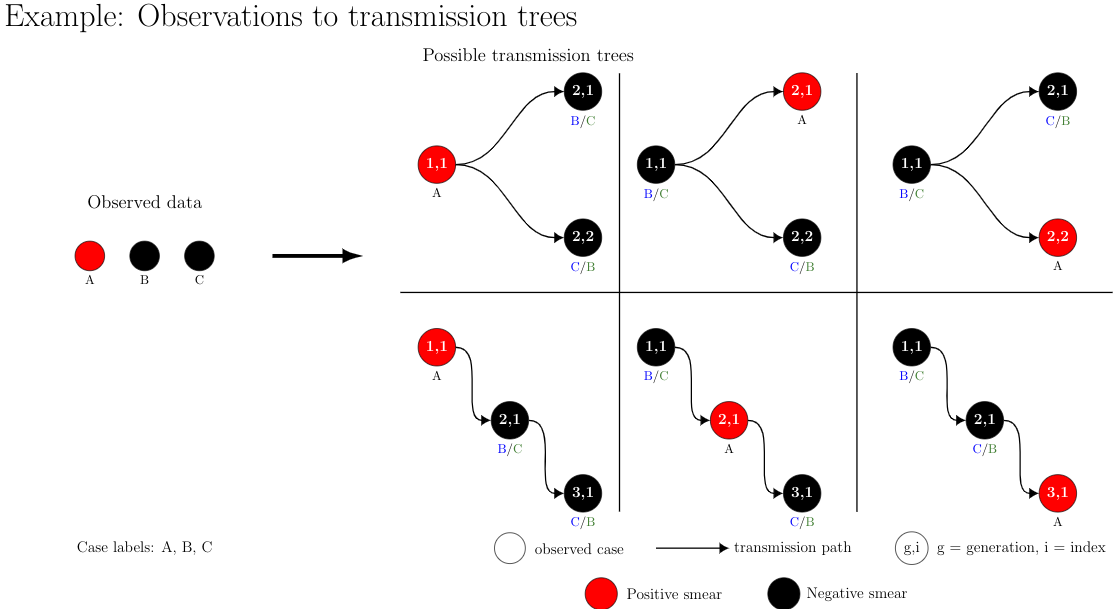 Example: Observations to transmission trees
Possible transmission trees
Observed data
A B C
1,1
A
2,1
B/C
2,2
C/B
1,1
B/C
2,1
A
2,2
C/B
1,1
B/C
2,1
C/B
2,2
A
1,1
A
2,1
B/C
3,1
C/B
1,1
B/C
2,1
A
3,1
C/B
1,1
B/C
2,1
C/B
3,1
A
Case labels: A, B, C
observed case
transmission path
g,i g = generation, i = index
Positive smear
Negative smear